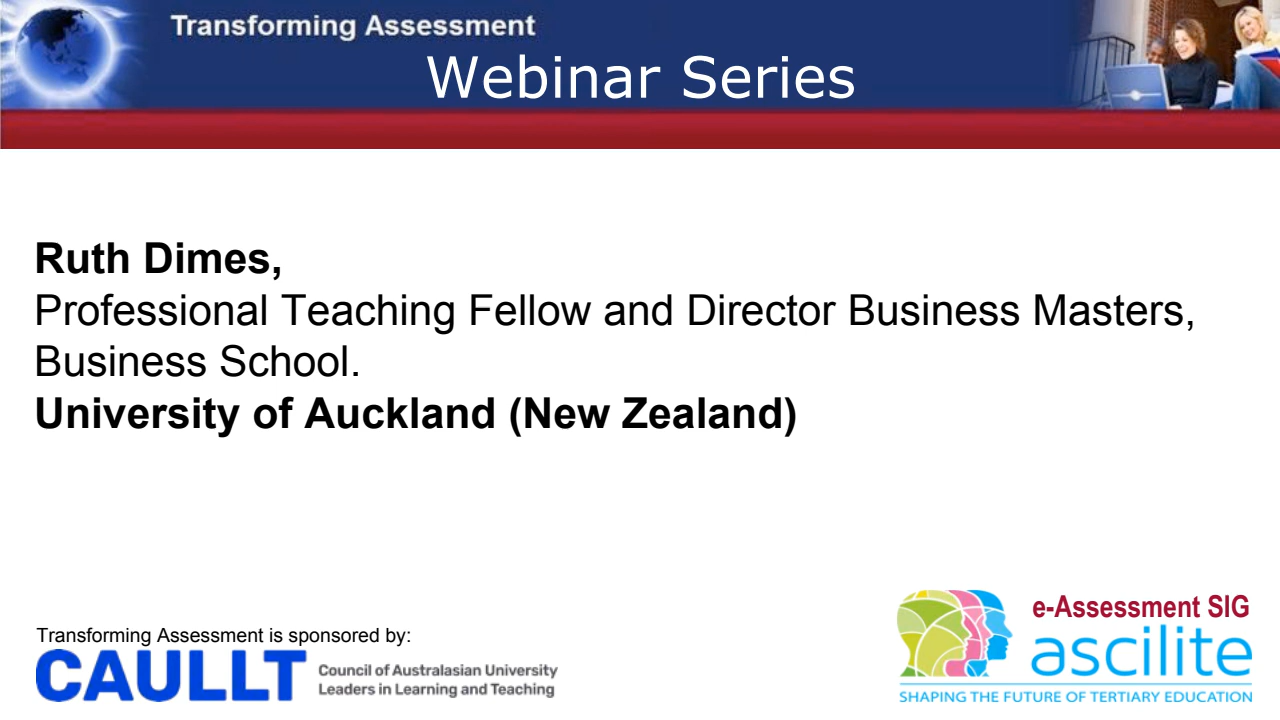 Transforming Assessment
Webinar Series
Ruth Dimes,
Professional Teaching Fellow and Director Business Masters,
Business School.
University of Auckland (New Zealand)
Transforming Assessment is sponsored by:
CAULLT
Council of Australasian University
Leaders in Learning and Teaching
e-Assessment SIG
ascilite
SHAPING THE FUTURE OF TERTIARY EDUCATION